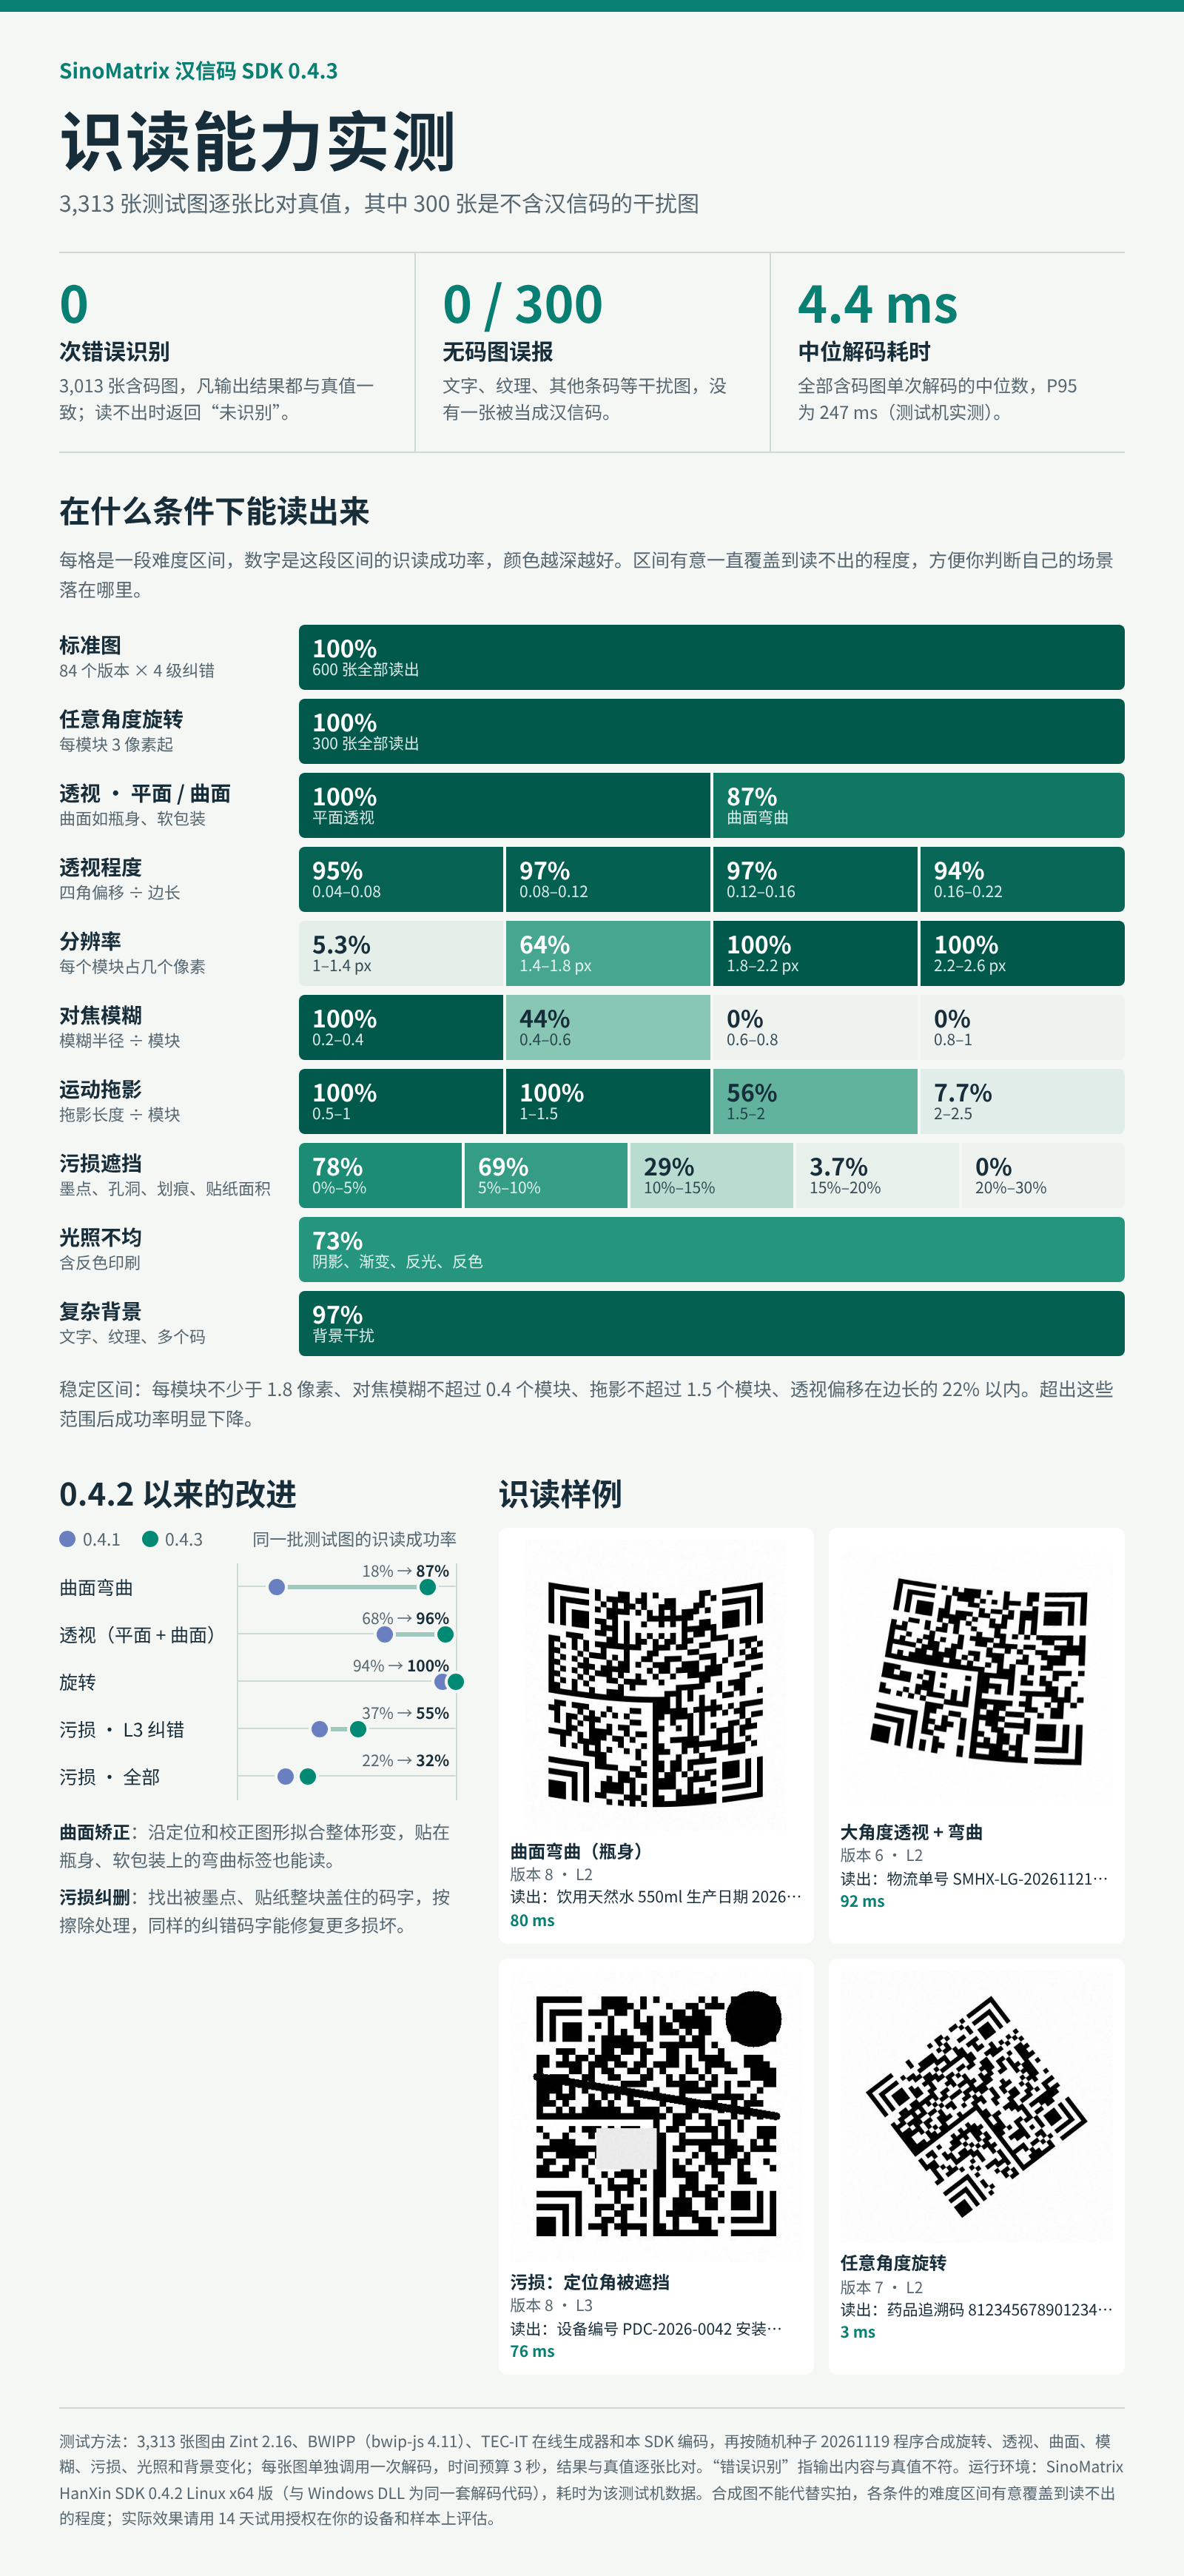 SinoMatrix 汉信码 SDK 0.4.3
识读能力实测
3,313 张测试图逐张比对真值，其中 300 张是不含汉信码的干扰图
0
次错误识别
3,013 张含码图，凡输出结果都与真值一
致；读不出时返回“未识别”。
0 / 300
无码图误报
文字、纹理、其他条码等干扰图，没
有一张被当成汉信码。
4.4 ms
中位解码耗时
全部含码图单次解码的中位数，P95
为 247 ms（测试机实测）。
在什么条件下能读出来
每格是一段难度区间，数字是这段区间的识读成功率，颜色越深越好。区间有意一直覆盖到读不出的程度，方便你判断自己的场景
落在哪里。
标准图
84 个版本 × 4 级纠错
100%
600 张全部读出
任意角度旋转
每模块 3 像素起
100%
300 张全部读出
透视 · 平面 / 曲面
曲面如瓶身、软包装
100%
平面透视
87%
曲面弯曲
透视程度
四角偏移 ÷ 边长
95%
0.04–0.08
97%
0.08–0.12
97%
0.12–0.16
94%
0.16–0.22
分辨率
每个模块占几个像素
5.3%
1–1.4 px
64%
1.4–1.8 px
100%
1.8–2.2 px
100%
2.2–2.6 px
对焦模糊
模糊半径 ÷ 模块
100%
0.2–0.4
44%
0.4–0.6
0%
0.6–0.8
0%
0.8–1
运动拖影
拖影长度 ÷ 模块
100%
0.5–1
100%
1–1.5
56%
1.5–2
7.7%
2–2.5
污损遮挡
墨点、孔洞、划痕、贴纸面积
78%
0%–5%
69%
5%–10%
29%
10%–15%
3.7%
15%–20%
0%
20%–30%
光照不均
含反色印刷
73%
阴影、渐变、反光、反色
复杂背景
文字、纹理、多个码
97%
背景干扰
稳定区间：每模块不少于 1.8 像素、对焦模糊不超过 0.4 个模块、拖影不超过 1.5 个模块、透视偏移在边长的 22% 以内。超出这些
范围后成功率明显下降。
0.4.2 以来的改进
0.4.1 0.4.3 同一批测试图的识读成功率
曲面弯曲 18% → 87%
透视（平面 + 曲面） 68% → 96%
旋转 94% → 100%
污损 · L3 纠错 37% → 55%
污损 · 全部 22% → 32%
曲面矫正：沿定位和校正图形拟合整体形变，贴在
瓶身、软包装上的弯曲标签也能读。
污损纠删：找出被墨点、贴纸整块盖住的码字，按
擦除处理，同样的纠错码字能修复更多损坏。
识读样例
曲面弯曲（瓶身）
版本 8 · L2
读出：饮用天然水 550ml 生产日期 2026…
80 ms
大角度透视 + 弯曲
版本 6 · L2
读出：物流单号 SMHX-LG-20261121…
92 ms
污损：定位角被遮挡
版本 8 · L3
读出：设备编号 PDC-2026-0042 安装…
76 ms
任意角度旋转
版本 7 · L2
读出：药品追溯码 812345678901234…
3 ms
测试方法：3,313 张图由 Zint 2.16、BWIPP（bwip-js 4.11）、TEC-IT 在线生成器和本 SDK 编码，再按随机种子 20261119 程序合成旋转、透视、曲面、模
糊、污损、光照和背景变化；每张图单独调用一次解码，时间预算 3 秒，结果与真值逐张比对。“错误识别”指输出内容与真值不符。运行环境：SinoMatrix
HanXin SDK 0.4.2 Linux x64 版（与 Windows DLL 为同一套解码代码），耗时为该测试机数据。合成图不能代替实拍，各条件的难度区间有意覆盖到读不出
的程度；实际效果请用 14 天试用授权在你的设备和样本上评估。